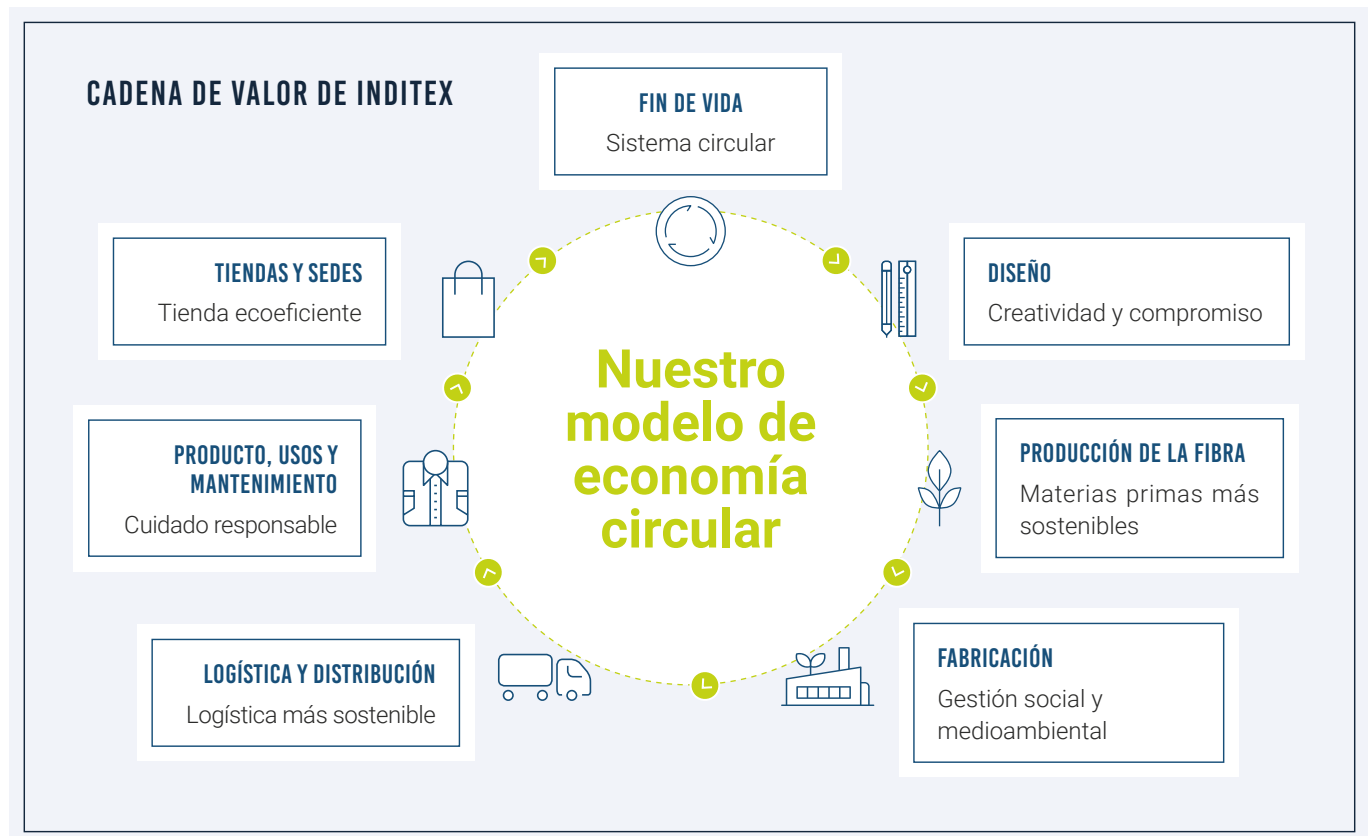 CADENA DE VALOR DE INDITEX
FIN DE VIDA
Sistema circular
DISEÑO
Creatividad y compromiso
PRODUCCIÓN DE LA FIBRA
Materias primas más
sostenibles
FABRICACIÓN
Gestión social y
medioambiental
LOGÍSTICA Y DISTRIBUCIÓN
Logística más sostenible
PRODUCTO, USOS Y
MANTENIMIENTO
Cuidado responsable
TIENDAS Y SEDES
Tienda ecoeficiente
Nuestro
modelo de
economía
circular